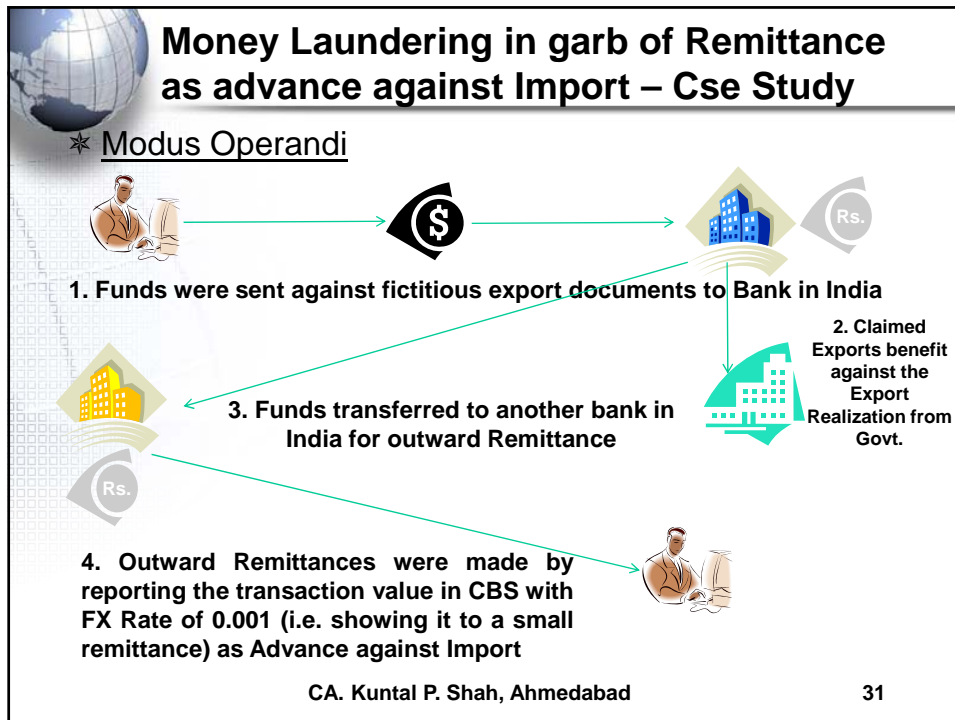 Money Laundering in garb of Remittance
as advance against Import – Cse Study
Modus Operandi
$
Rs.
1. Funds were sent against fictitious export documents to Bank in India
2. Claimed
Exports benefit
against the
Export
Realization from
Govt.
3. Funds transferred to another bank in
India for outward Remittance
Rs.
4. Outward Remittances were made by
reporting the transaction value in CBS with
FX Rate of 0.001 (i.e. showing it to a small
remittance) as Advance against Import
CA. Kuntal P. Shah, Ahmedabad
31